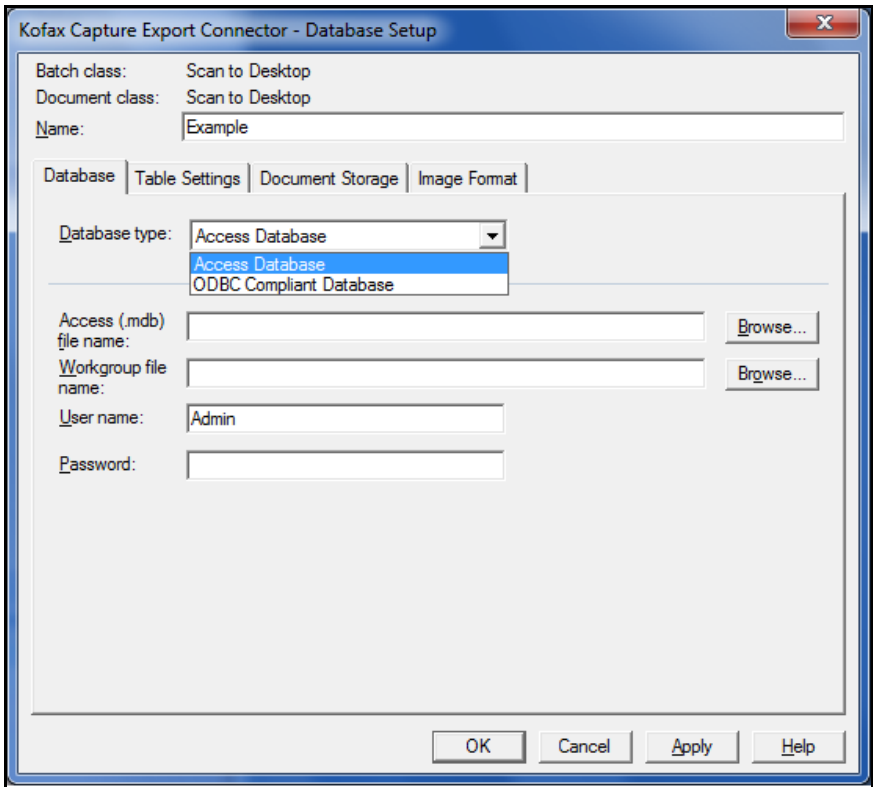 Kofax Capture Export Connector - Database Setup
Batch class: Scan to Desktop
Document class: Scan to Desktop
Name: Example
Database Table Settings Document Storage Image Format
Database type: Access Database
Access Database
ODBC Compliant Database
Access (.mdb)
file name: Browse...
Workgroup file
name: Browse...
User name: Admin
Password:
OK Cancel Apply Help